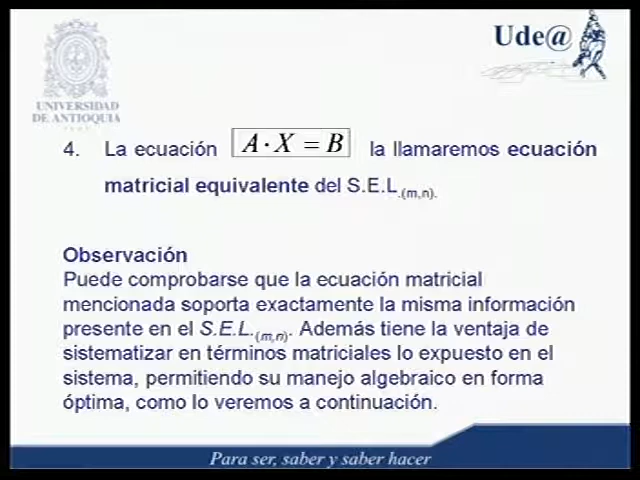 Ude@
UNIVERSIDAD
DE ANTIOQUIA
4. La ecuación A · X = B la llamaremos ecuación
matricial equivalente del S.E.L.(m,n).
Observación
Puede comprobarse que la ecuación matricial
mencionada soporta exactamente la misma información
presente en el S.E.L.(m,n). Además tiene la ventaja de
sistematizar en términos matriciales lo expuesto en el
sistema, permitiendo su manejo algebraico en forma
óptima, como lo veremos a continuación.
Para ser, saber y saber hacer